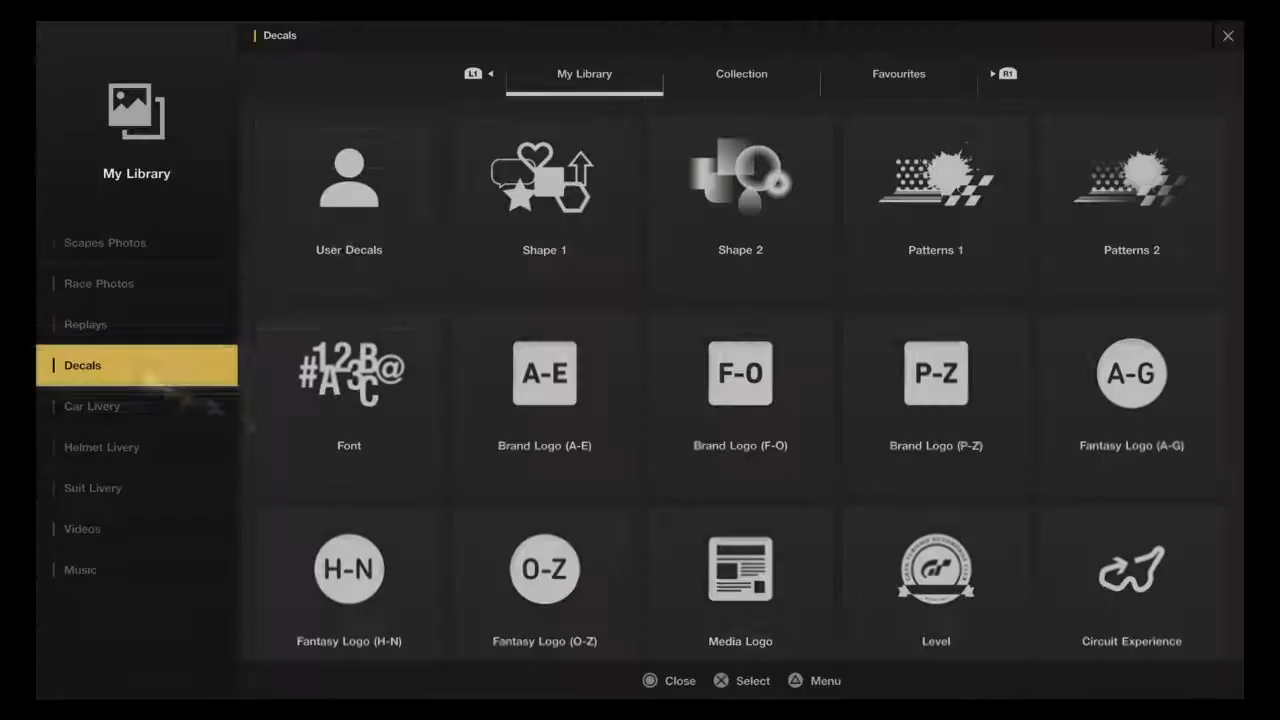 Decals
L1
My Library
Collection
Favourites
R1
My Library
Scapes Photos
Race Photos
Replays
Decals
Car Livery
Helmet Livery
Suit Livery
Videos
Music
User Decals
Shape 1
Shape 2
Patterns 1
Patterns 2
#123B@
A C
Font
A-E
Brand Logo (A-E)
F-O
Brand Logo (F-O)
P-Z
Brand Logo (P-Z)
A-G
Fantasy Logo (A-G)
H-N
Fantasy Logo (H-N)
O-Z
Fantasy Logo (O-Z)
Media Logo
GT
Level
Circuit Experience
Close
Select
Menu